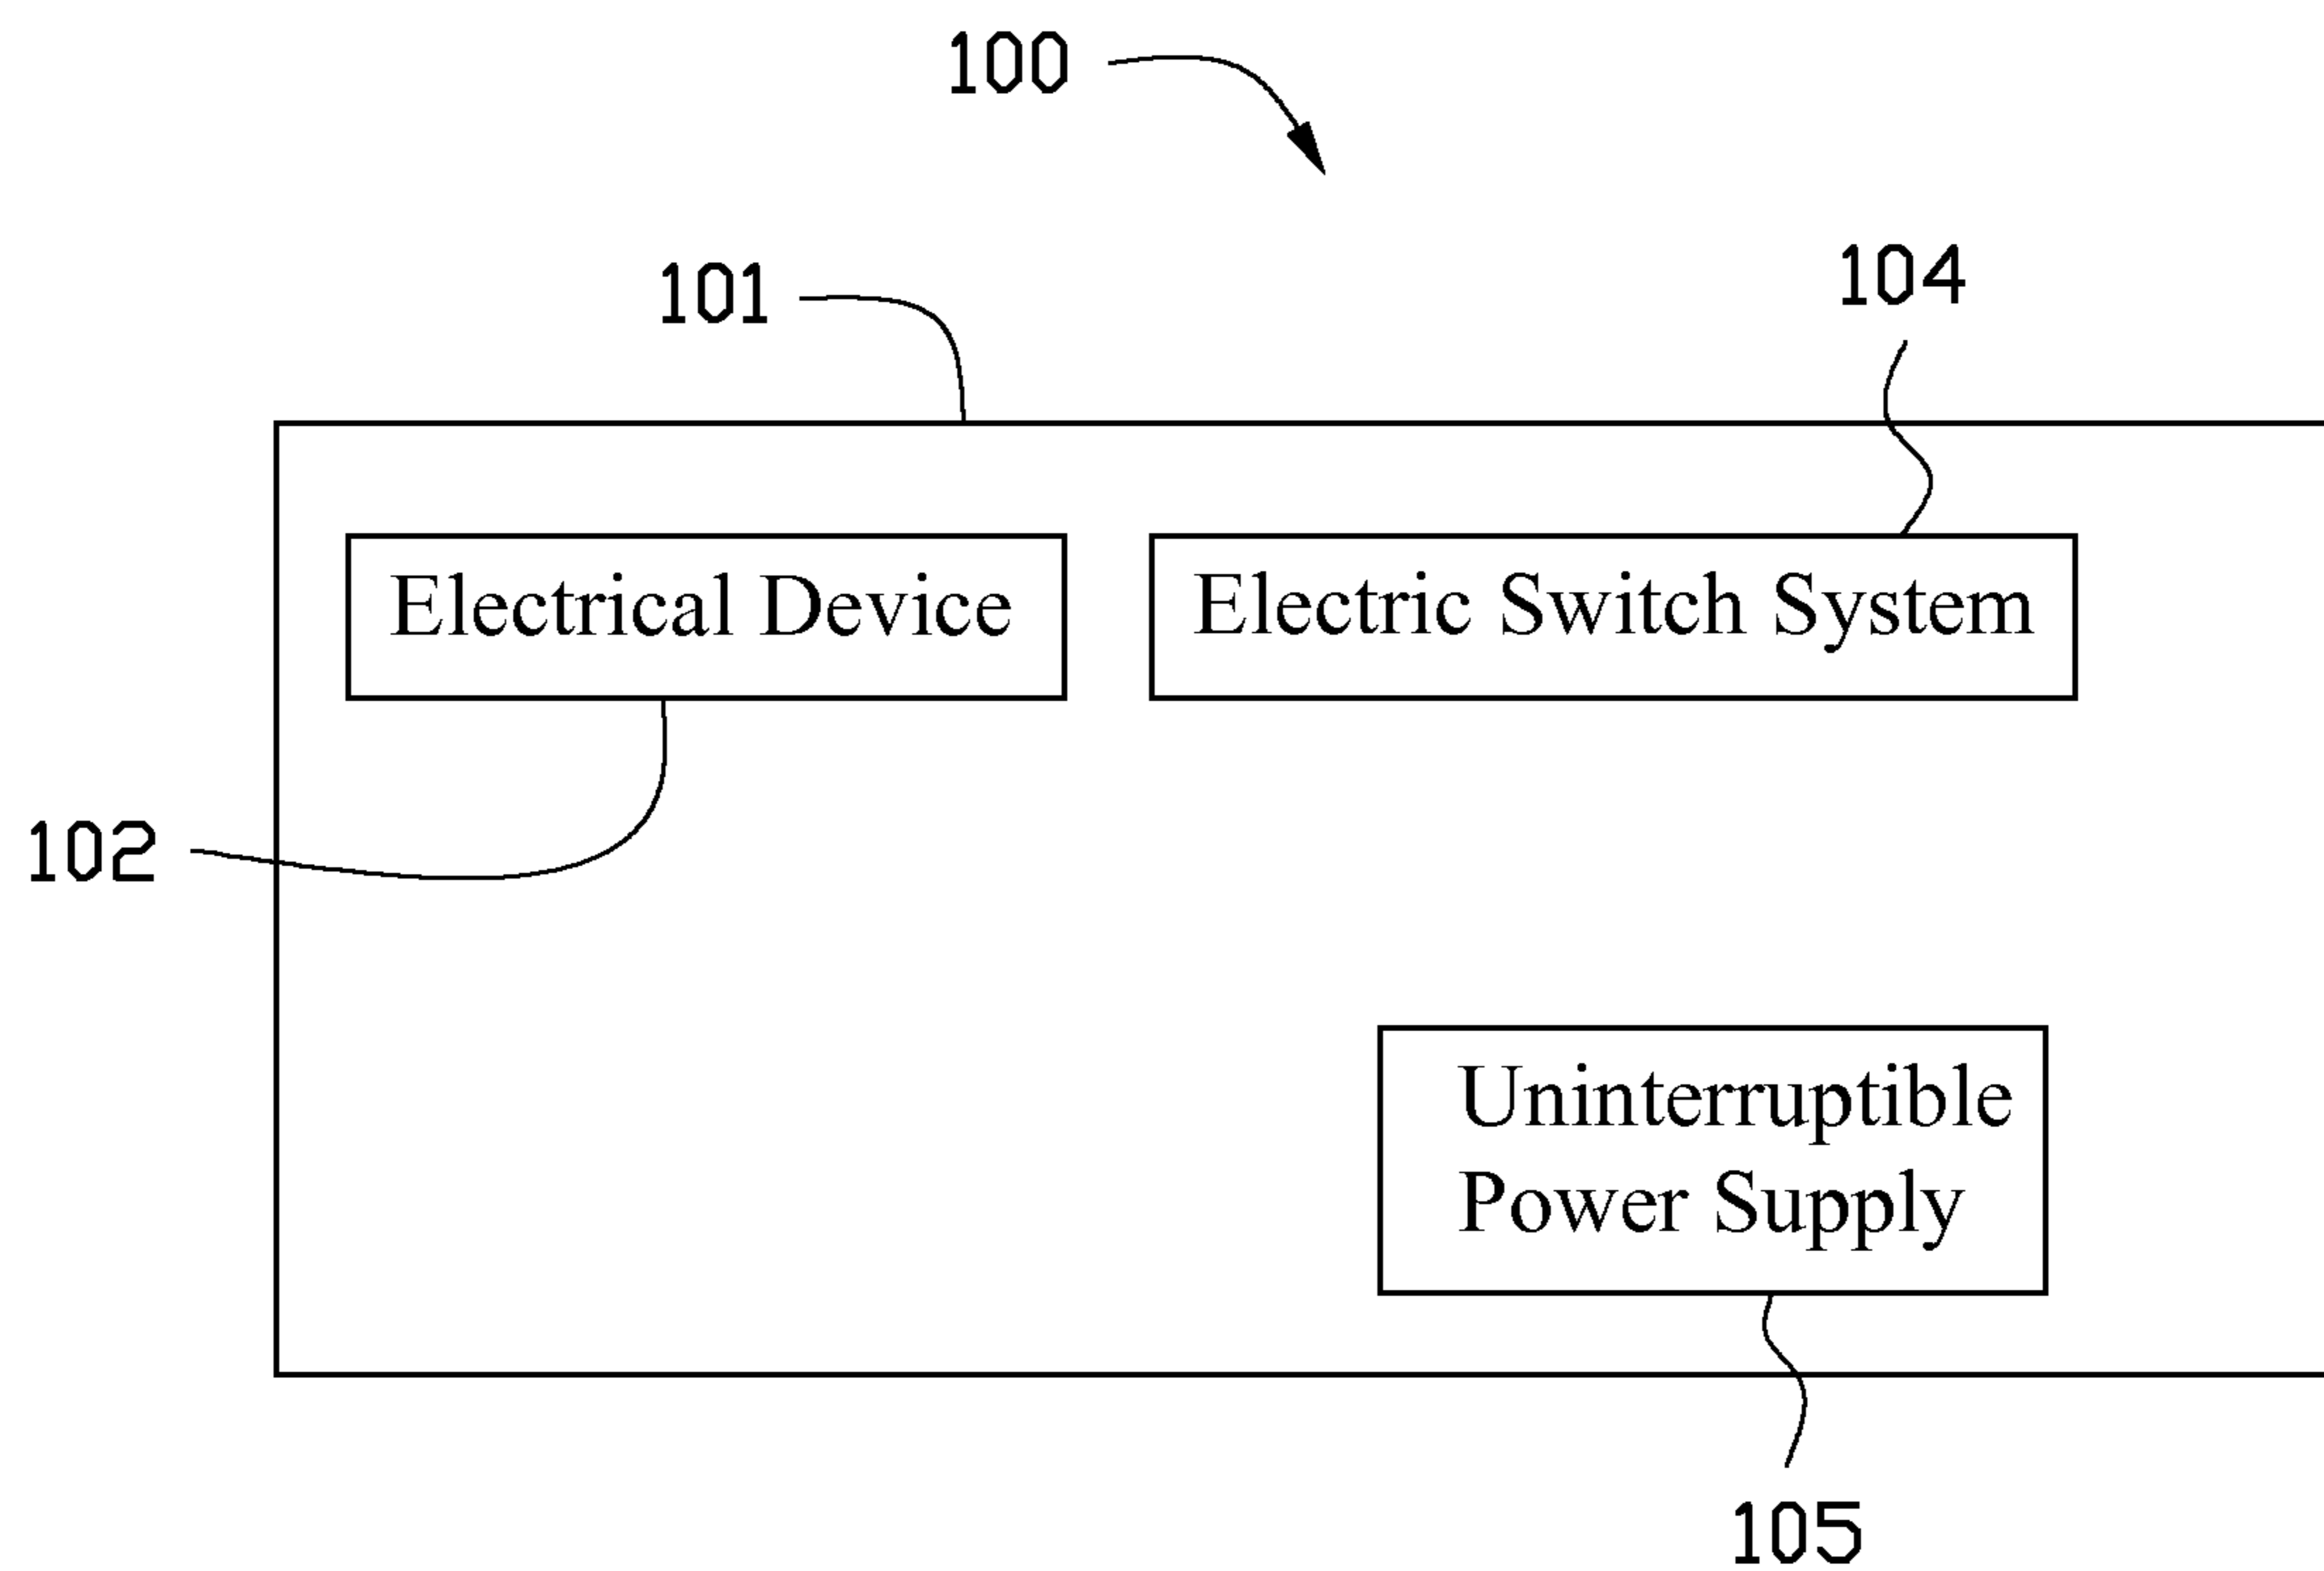 100
101
104
Electrical Device
Electric Switch System
102
Uninterruptible
Power Supply
105